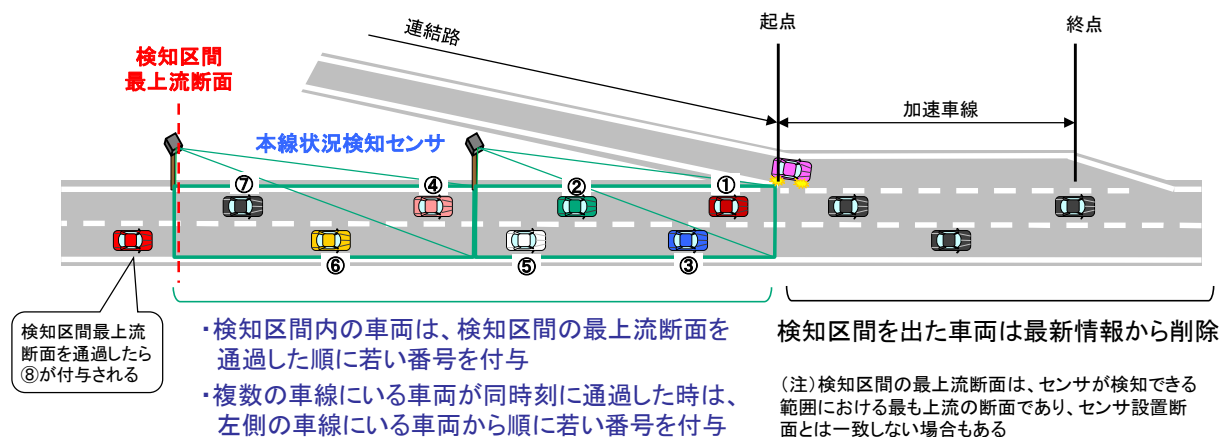 起点
終点
連結路
検知区間
最上流断面
加速車線
本線状況検知センサ
⑦
④
②
①
⑥
⑤
③
検知区間最上流
断面を通過したら
⑧が付与される
・検知区間内の車両は、検知区間の最上流断面を
通過した順に若い番号を付与
・複数の車線にいる車両が同時刻に通過した時は、
左側の車線にいる車両から順に若い番号を付与
検知区間を出た車両は最新情報から削除
（注）検知区間の最上流断面は、センサが検知できる
範囲における最も上流の断面であり、センサ設置断
面とは一致しない場合もある